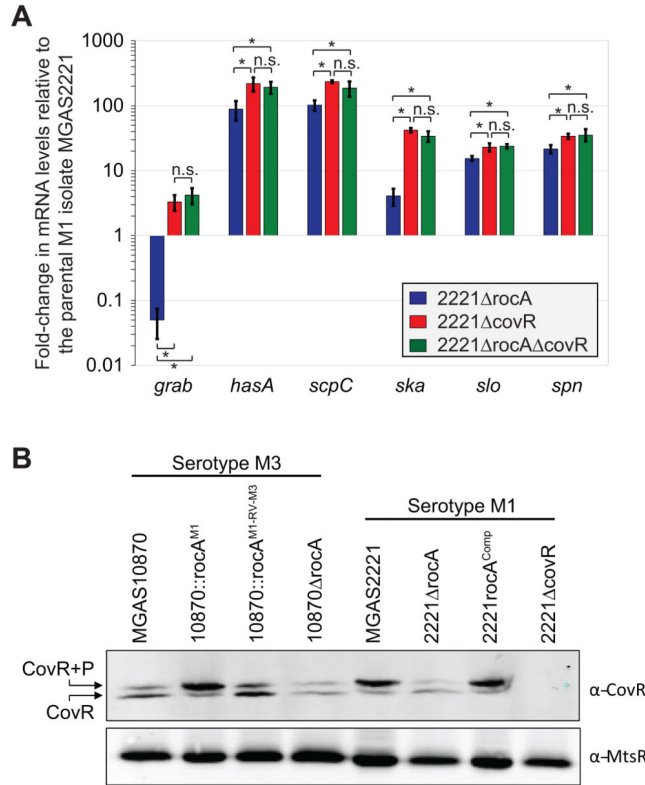 A
Fold-change in mRNA levels relative to
the parental M1 isolate MGAS2221
1000
100
10
1
0.1
0.01
n.s.
*
*
*
*
n.s.
*
*
n.s.
*
*
n.s.
*
*
n.s.
*
*
n.s.
2221ΔrocA
2221ΔcovR
2221ΔrocAΔcovR
grab hasA scpC ska slo spn
B
Serotype M3
Serotype M1
MGAS10870
10870::rocA^M1
10870::rocA^M1-RV-M3
10870ΔrocA
MGAS2221
2221ΔrocA
2221rocA^Comp
2221ΔcovR
CovR+P
CovR
α-CovR
α-MtsR